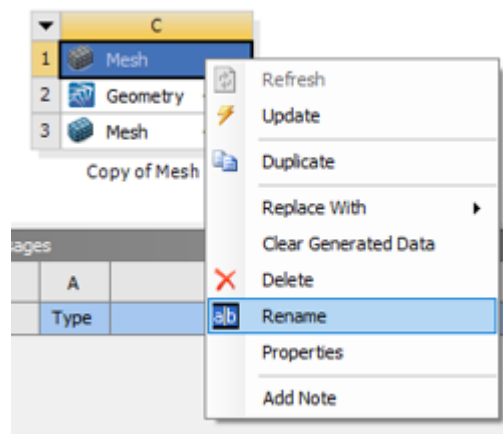 C
1 Mesh
2 Geometry
3 Mesh
Copy of Mesh
Refresh
Update
Duplicate
Replace With
Clear Generated Data
Delete
a|b Rename
Properties
Add Note
sages
A
Type